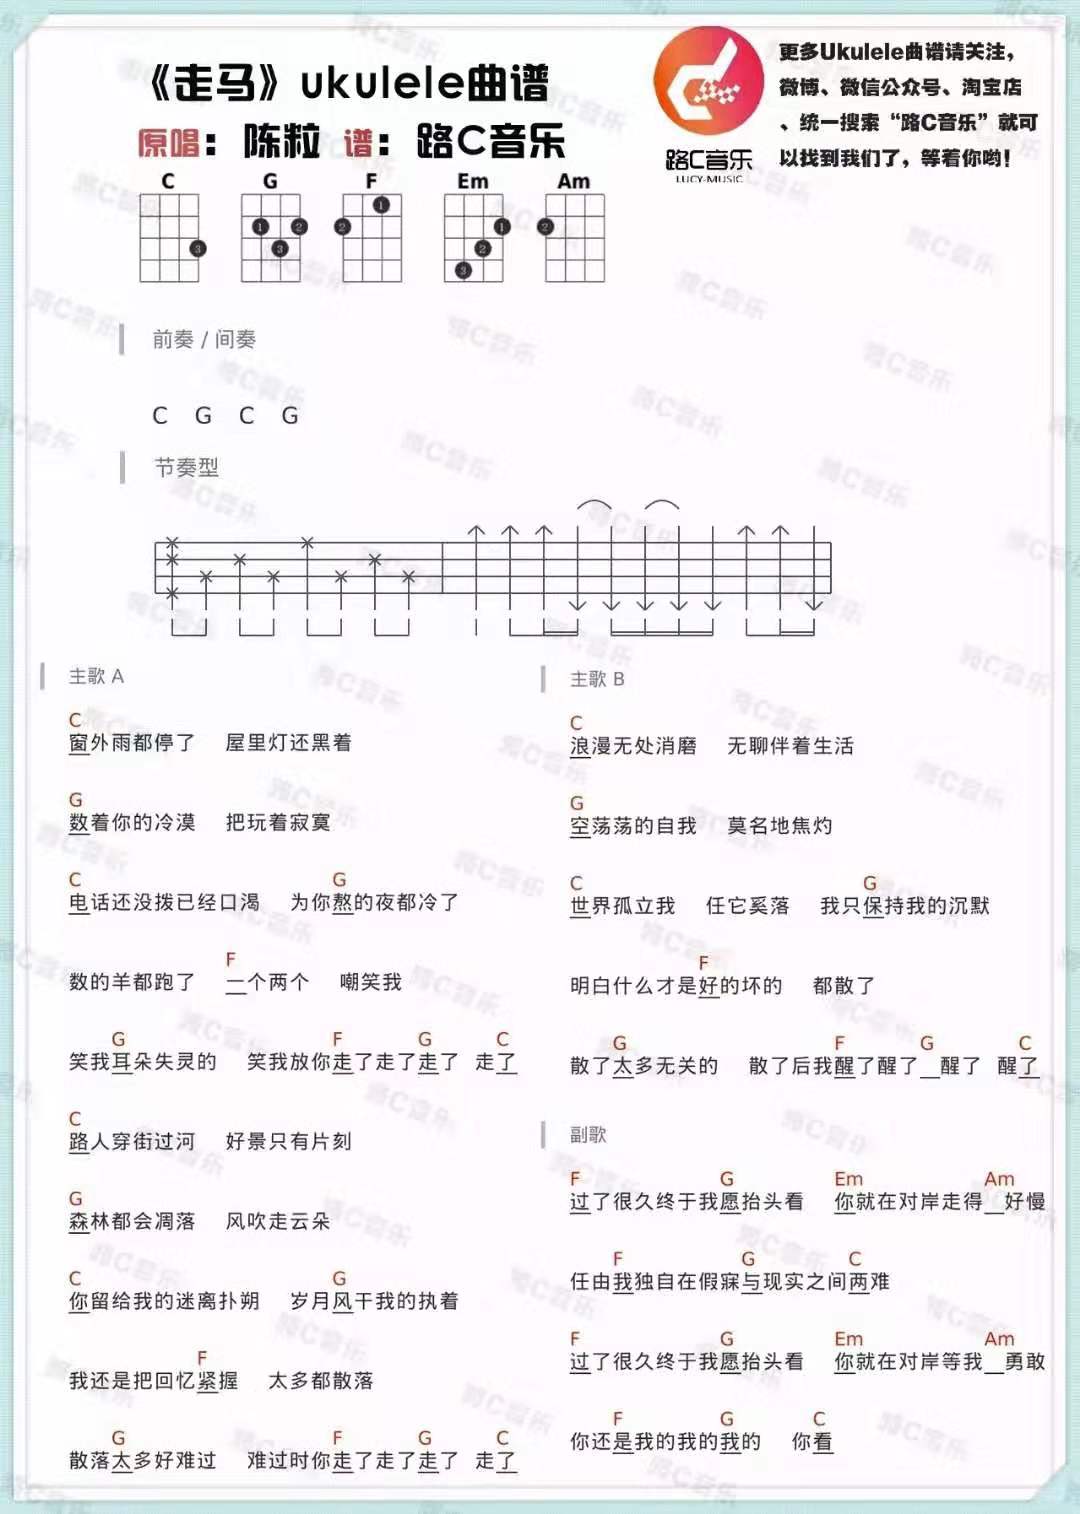 《走马》ukulele曲谱
原唱：陈粒 谱：路C音乐
路C音乐
LUCY-MUSIC
更多Ukulele曲谱请关注，
微博、微信公众号、淘宝店
、统一搜索“路C音乐”就可
以找到我们了，等着你哟！
C G F Em Am
3 1 2 3 1 2 1 2 3 2
前奏 / 间奏
C G C G
节奏型
主歌 A
C
窗外雨都停了 屋里灯还黑着
G
数着你的冷漠 把玩着寂寞
C G
电话还没拨已经口渴 为你熬的夜都冷了
F
数的羊都跑了 一个两个 嘲笑我
G F G C
笑我耳朵失灵的 笑我放你走了走了走了 走了
C
路人穿街过河 好景只有片刻
G
森林都会凋落 风吹走云朵
C G
你留给我的迷离扑朔 岁月风干我的执着
F
我还是把回忆紧握 太多都散落
G F G C
散落太多好难过 难过时你走了走了走了 走了
主歌 B
C
浪漫无处消磨 无聊伴着生活
G
空荡荡的自我 莫名地焦灼
C G
世界孤立我 任它奚落 我只保持我的沉默
F
明白什么才是好的坏的 都散了
G F G C
散了太多无关的 散了后我醒了醒了_醒了 醒了
副歌
F G Em Am
过了很久终于我愿抬头看 你就在对岸走得_好慢
F G C
任由我独自在假寐与现实之间两难
F G Em Am
过了很久终于我愿抬头看 你就在对岸等我_勇敢
F G C
你还是我的我的我的 你看